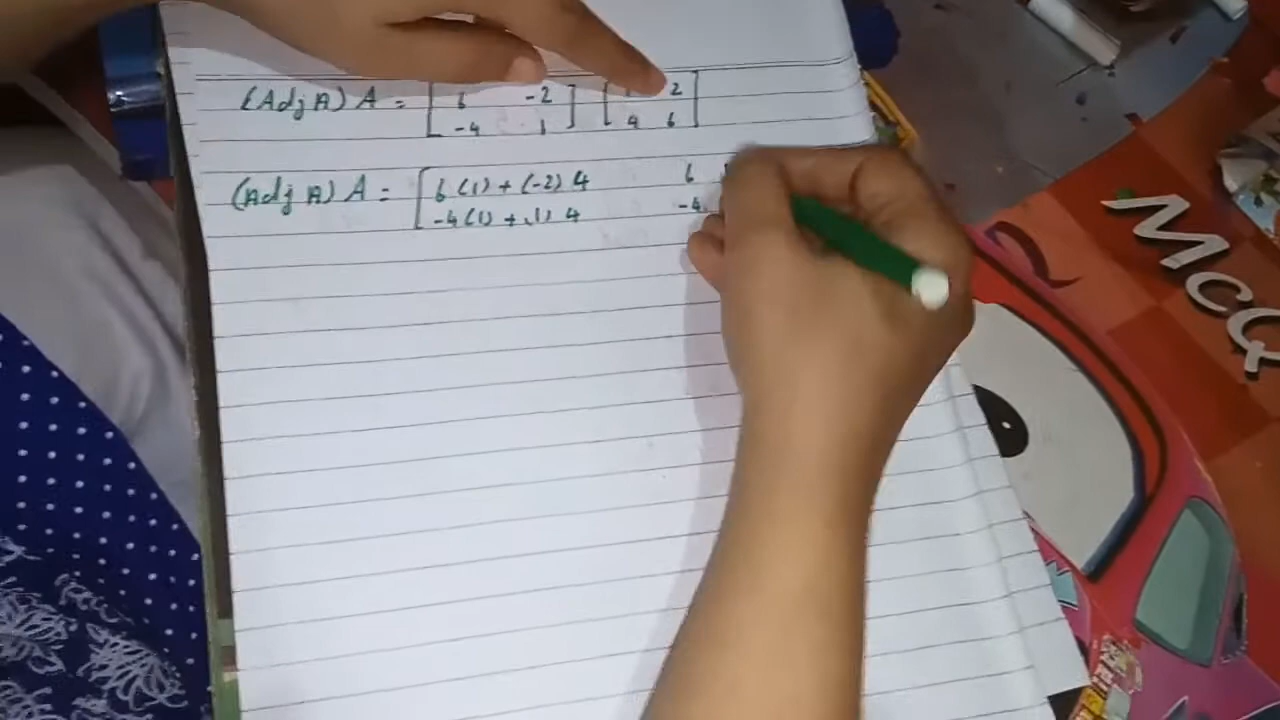 (Adj A) A = [ 6 -2 ] [ 2 ]
-4 1 4 6
(Adj A) A = [ 6 (1) + (-2) 4 6
-4 (1) + (1) 4 -4
McQ